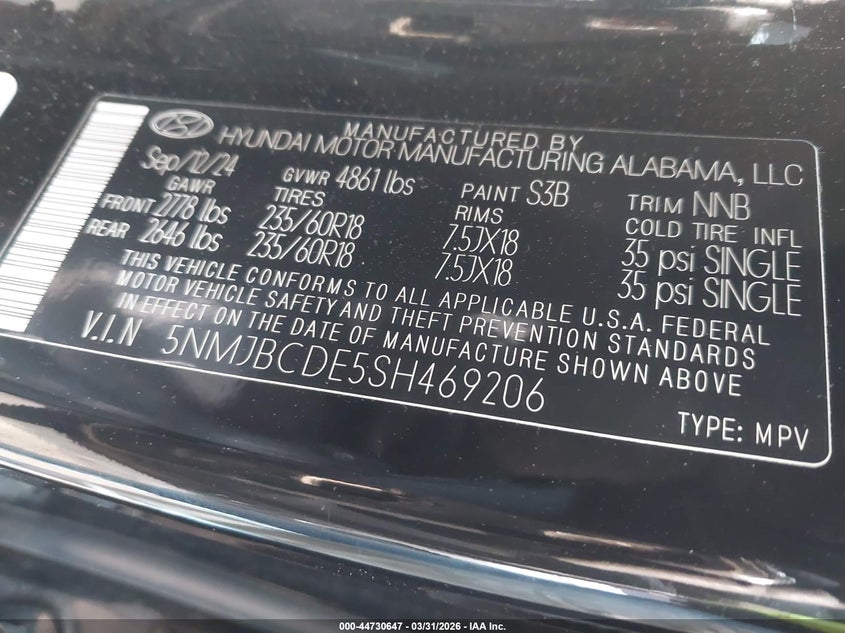 MANUFACTURED BY
HYUNDAI MOTOR MANUFACTURING ALABAMA, LLC
Sep/12/24 GVWR 4861 lbs PAINT S3B TRIM NNB
GAWR TIRES RIMS COLD TIRE INFL
FRONT 2778 lbs 235/60R18 7.5JX18 35 psi SINGLE
REAR 2646 lbs 235/60R18 7.5JX18 35 psi SINGLE
THIS VEHICLE CONFORMS TO ALL APPLICABLE U.S.A. FEDERAL
MOTOR VEHICLE SAFETY AND THEFT PREVENTION STANDARDS
IN EFFECT ON THE DATE OF MANUFACTURE SHOWN ABOVE
V.I.N 5NMJBCDE5SH469206
TYPE: MPV
000-44730647 - 03/31/2026 - IAA Inc.